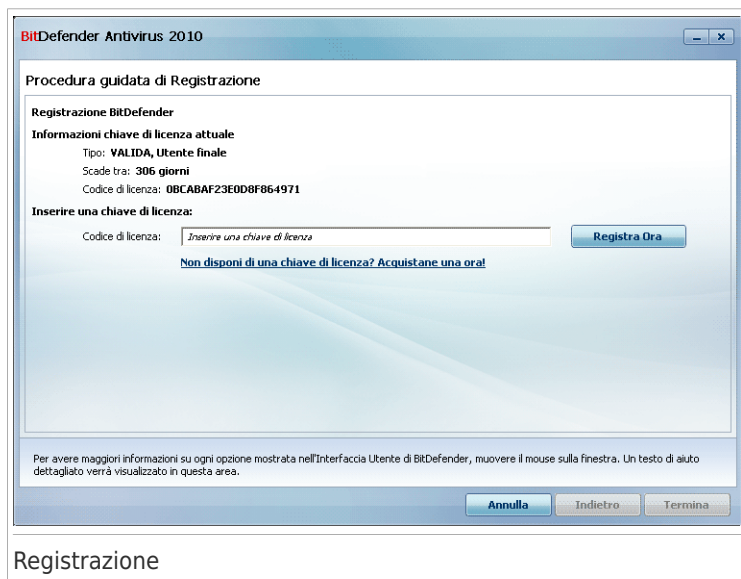 BitDefender Antivirus 2010
Procedura guidata di Registrazione
Registrazione BitDefender
Informazioni chiave di licenza attuale
Tipo: VALIDA, Utente finale
Scade tra: 306 giorni
Codice di licenza: 0BCABAF23E0D8F864971
Inserire una chiave di licenza:
Codice di licenza: Inserire una chiave di licenza Registra Ora
Non disponi di una chiave di licenza? Acquistane una ora!
Per avere maggiori informazioni su ogni opzione mostrata nell'Interfaccia Utente di BitDefender, muovere il mouse sulla finestra. Un testo di aiuto
dettagliato verrà visualizzato in questa area.
Annulla Indietro Termina
Registrazione